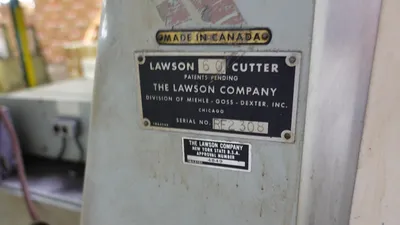 MADE IN CANADA
LAWSON 60 CUTTER
PATENTS PENDING
THE LAWSON COMPANY
DIVISION OF MIEHLE-GOSS-DEXTER, INC.
CHICAGO
SERIAL NO.
THE LAWSON COMPANY
NEW YORK STATE B.S.A.
APPROVAL NUMBER